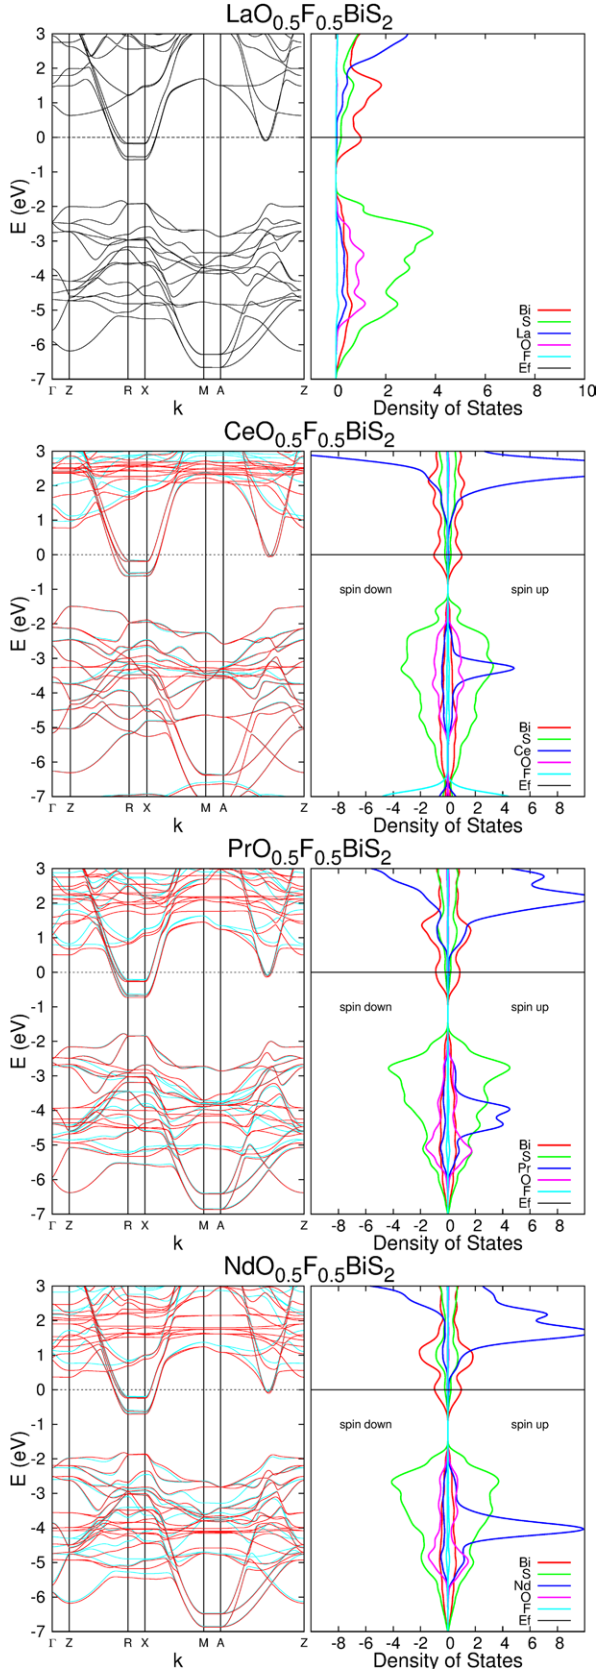 LaO0.5F0.5BiS2
E (eV)
3
2
1
0
-1
-2
-3
-4
-5
-6
-7
Γ Z R X M A Z
k
Bi
S
La
O
F
Ef
0 2 4 6 8 10
Density of States
CeO0.5F0.5BiS2
E (eV)
3
2
1
0
-1
-2
-3
-4
-5
-6
-7
Γ Z R X M A Z
k
spin down spin up
Bi
S
Ce
O
F
Ef
-8 -6 -4 -2 0 2 4 6 8
Density of States
PrO0.5F0.5BiS2
E (eV)
3
2
1
0
-1
-2
-3
-4
-5
-6
-7
Γ Z R X M A Z
k
spin down spin up
Bi
S
Pr
O
F
Ef
-8 -6 -4 -2 0 2 4 6 8
Density of States
NdO0.5F0.5BiS2
E (eV)
3
2
1
0
-1
-2
-3
-4
-5
-6
-7
Γ Z R X M A Z
k
spin down spin up
Bi
S
Nd
O
F
Ef
-8 -6 -4 -2 0 2 4 6 8
Density of States